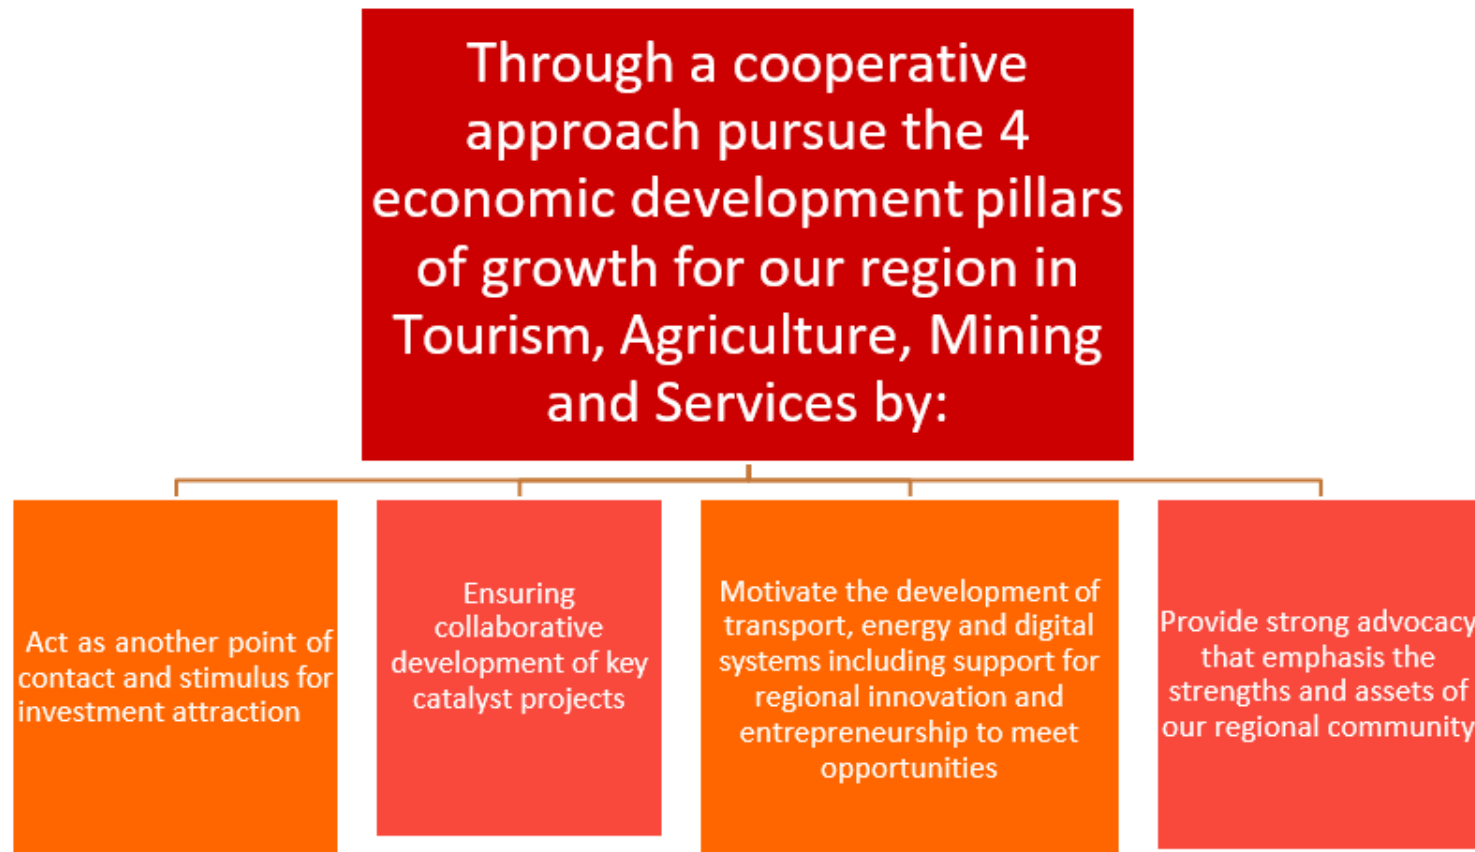 Through a cooperative
approach pursue the 4
economic development pillars
of growth for our region in
Tourism, Agriculture, Mining
and Services by:
Act as another point of
contact and stimulus for
investment attraction
Ensuring
collaborative
development of key
catalyst projects
Motivate the development of
transport, energy and digital
systems including support for
regional innovation and
entrepreneurship to meet
opportunities
Provide strong advocacy
that emphasis the
strengths and assets of
our regional community